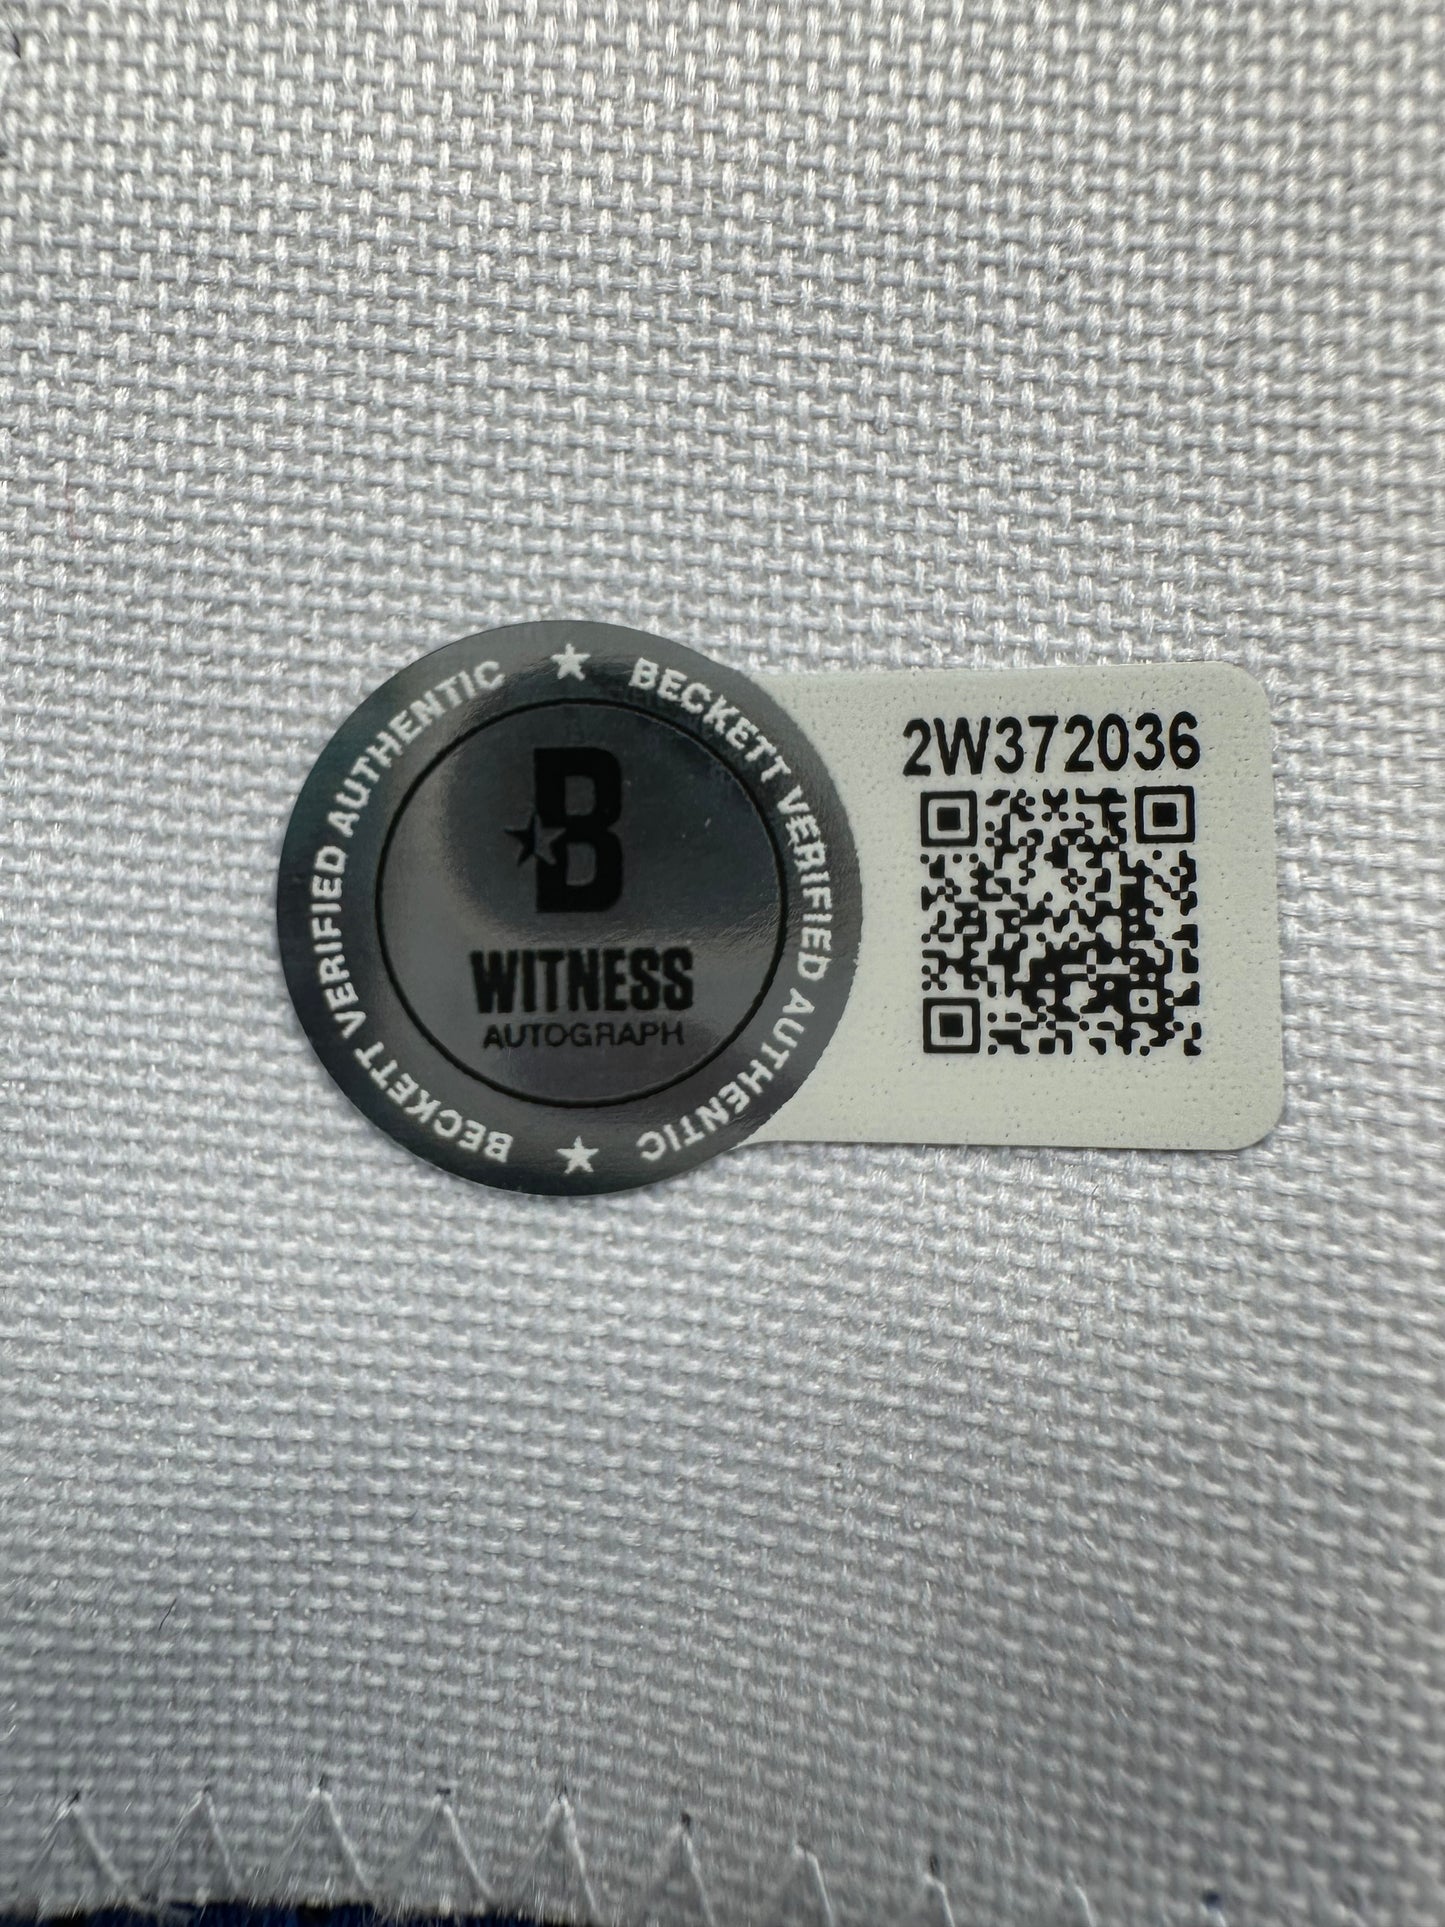 BECKETT VERIFIED AUTHENTIC ★ BECKETT VERIFIED AUTHENTIC ★
B
WITNESS
AUTOGRAPH
2W372036